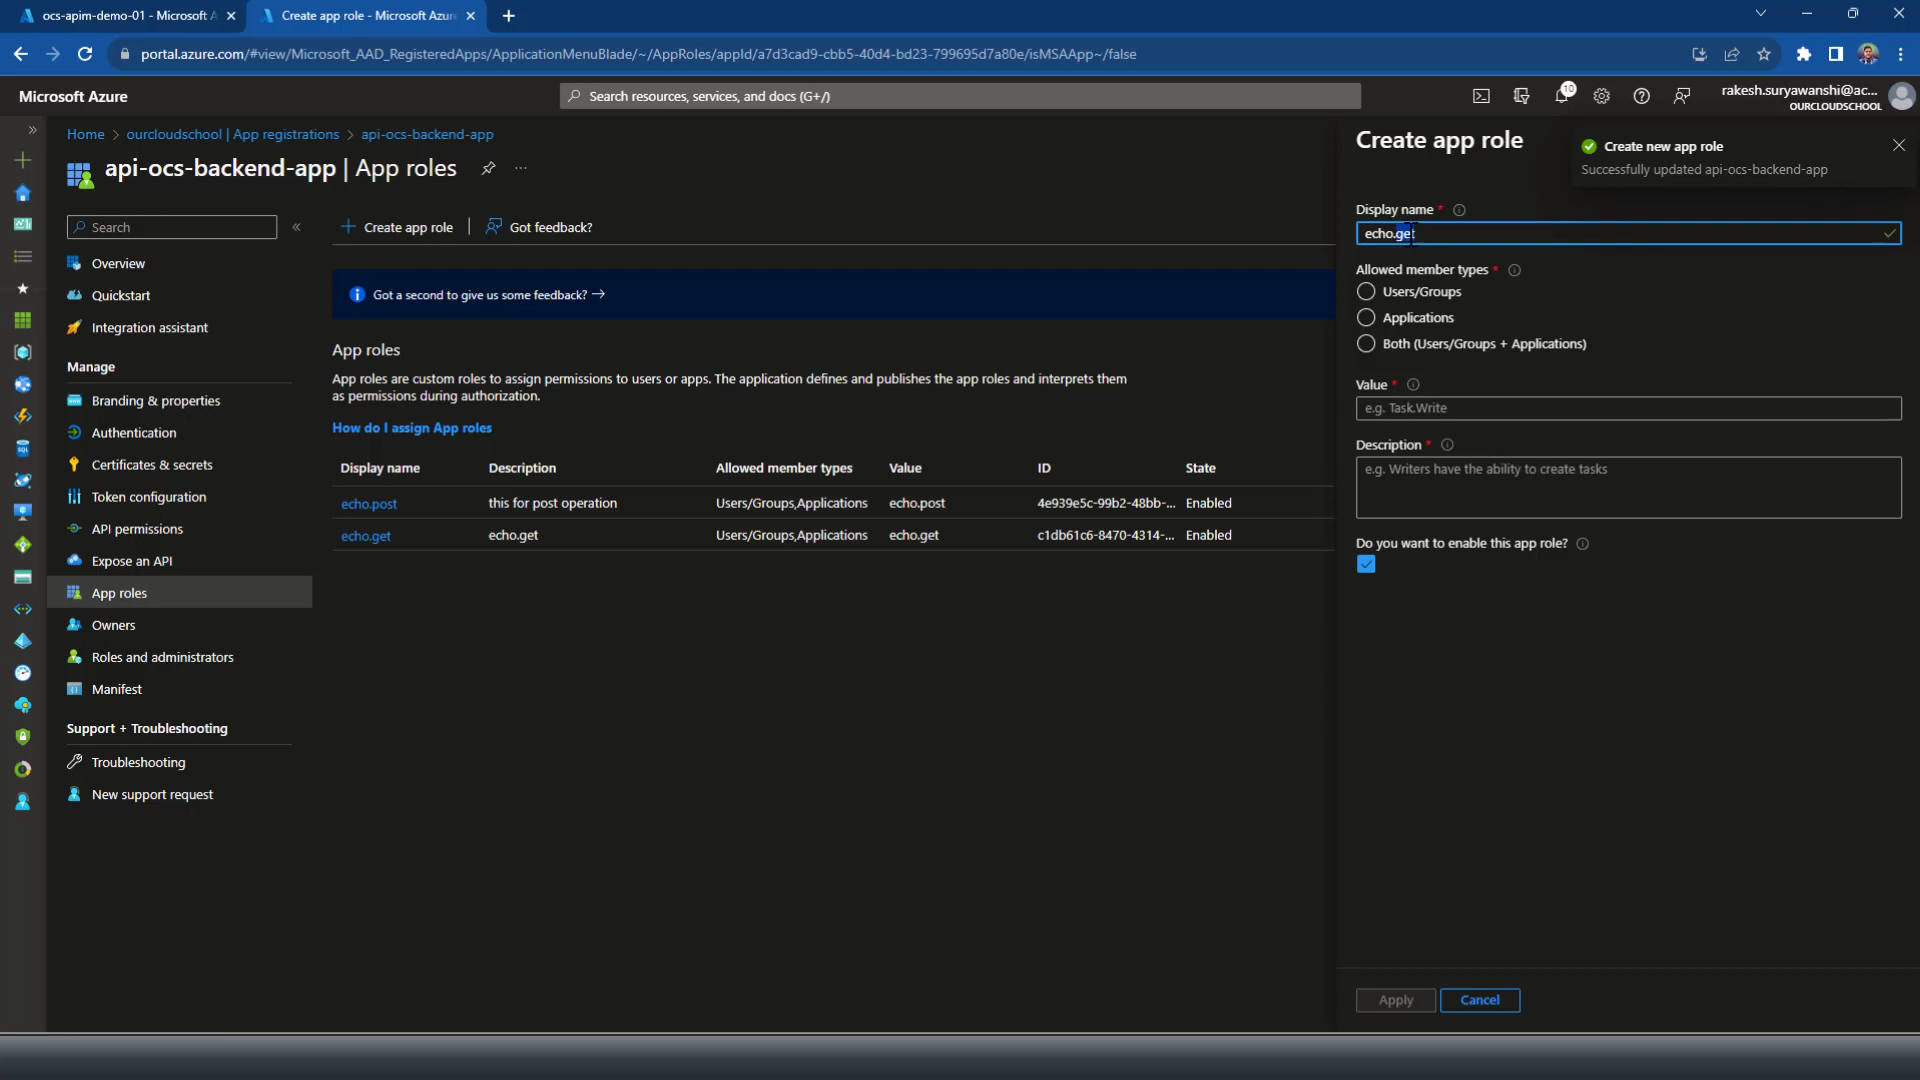 ocs-apim-demo-01 - Microsoft A
Create app role - Microsoft Azur
portal.azure.com/#view/Microsoft_AAD_RegisteredApps/ApplicationMenuBlade/~/AppRoles/appId/a7d3cad9-cbb5-40d4-bd23-799695d7a80e/isMSAApp~/false
Microsoft Azure
Search resources, services, and docs (G+/)
10
rakesh.suryawanshi@ac...
OURCLOUDSCHOOL
Home > ourcloudschool | App registrations > api-ocs-backend-app
api-ocs-backend-app | App roles
Search
Overview
Quickstart
Integration assistant
Manage
Branding & properties
Authentication
Certificates & secrets
Token configuration
API permissions
Expose an API
App roles
Owners
Roles and administrators
Manifest
Support + Troubleshooting
Troubleshooting
New support request
Create app role
Got feedback?
Got a second to give us some feedback?
App roles
App roles are custom roles to assign permissions to users or apps. The application defines and publishes the app roles and interprets them
as permissions during authorization.
How do I assign App roles
Display name Description Allowed member types Value ID State
echo.post this for post operation Users/Groups,Applications echo.post 4e939e5c-99b2-48bb-... Enabled
echo.get echo.get Users/Groups,Applications echo.get c1db61c6-8470-4314-... Enabled
Create app role
Create new app role
Successfully updated api-ocs-backend-app
Display name *
echo.get
Allowed member types *
Users/Groups
Applications
Both (Users/Groups + Applications)
Value *
e.g. Task.Write
Description *
e.g. Writers have the ability to create tasks
Do you want to enable this app role?
Apply
Cancel